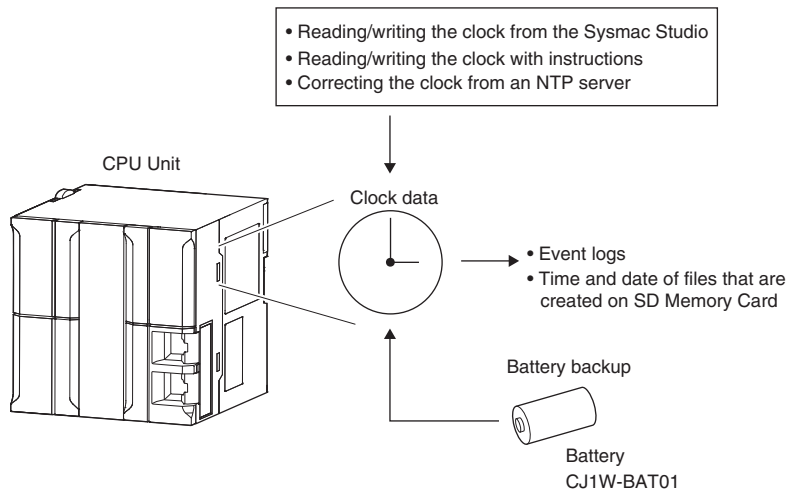 • Reading/writing the clock from the Sysmac Studio
• Reading/writing the clock with instructions
• Correcting the clock from an NTP server
CPU Unit
Clock data
• Event logs
• Time and date of files that are
created on SD Memory Card
Battery backup
Battery
CJ1W-BAT01